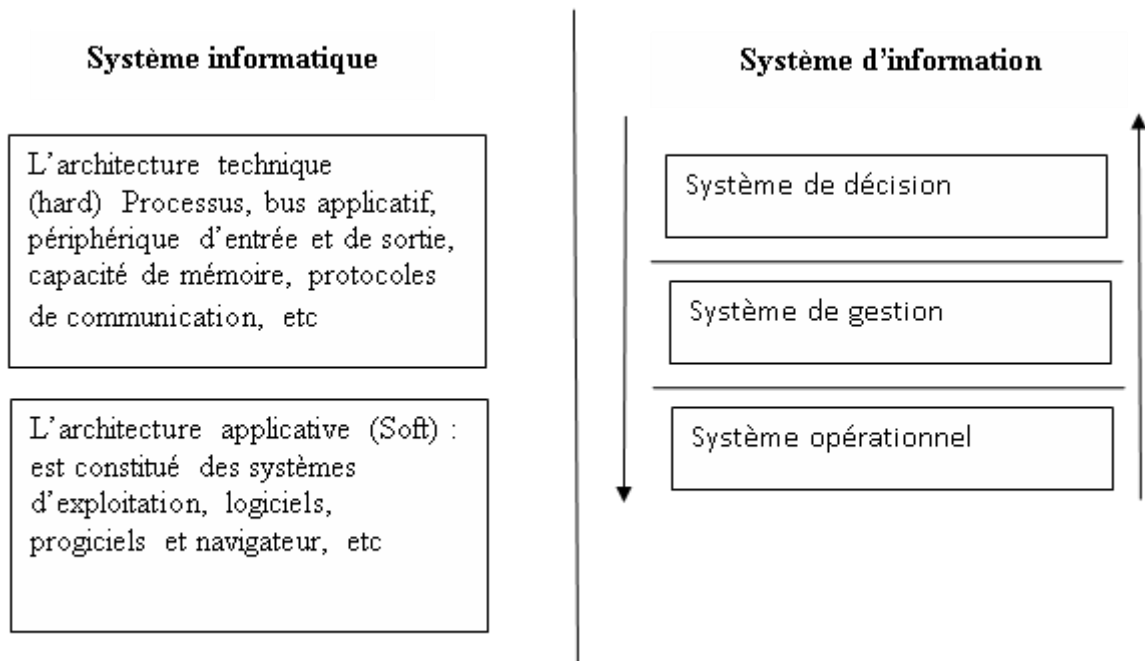 Système informatique
L'architecture technique
(hard) Processus, bus applicatif,
périphérique d'entrée et de sortie,
capacité de mémoire, protocoles
de communication, etc
L'architecture applicative (Soft) :
est constitué des systèmes
d'exploitation, logiciels,
progiciels et navigateur, etc
Système d'information
Système de décision
Système de gestion
Système opérationnel